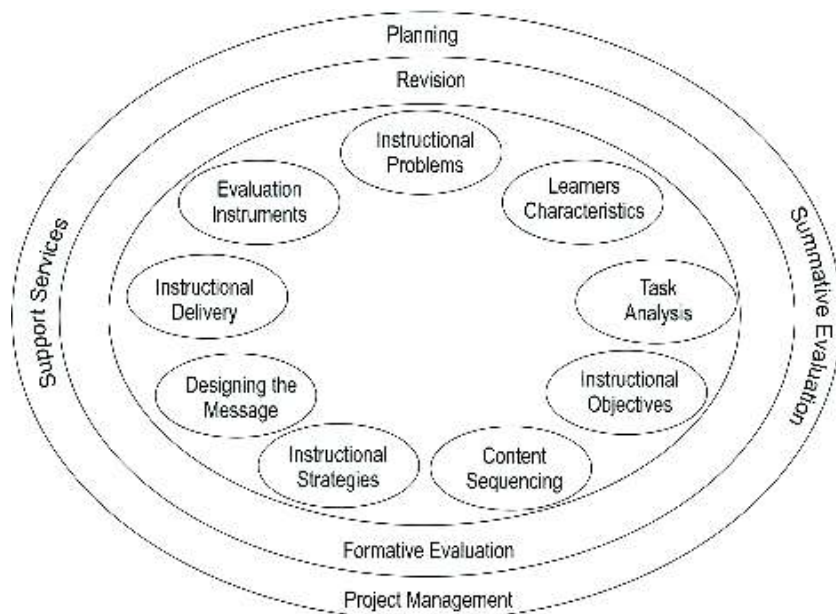 Planning
Revision
Instructional
Problems
Evaluation
Instruments
Learners
Characteristics
Support Services
Summative Evaluation
Instructional
Delivery
Task
Analysis
Designing the
Message
Instructional
Objectives
Instructional
Strategies
Content
Sequencing
Formative Evaluation
Project Management